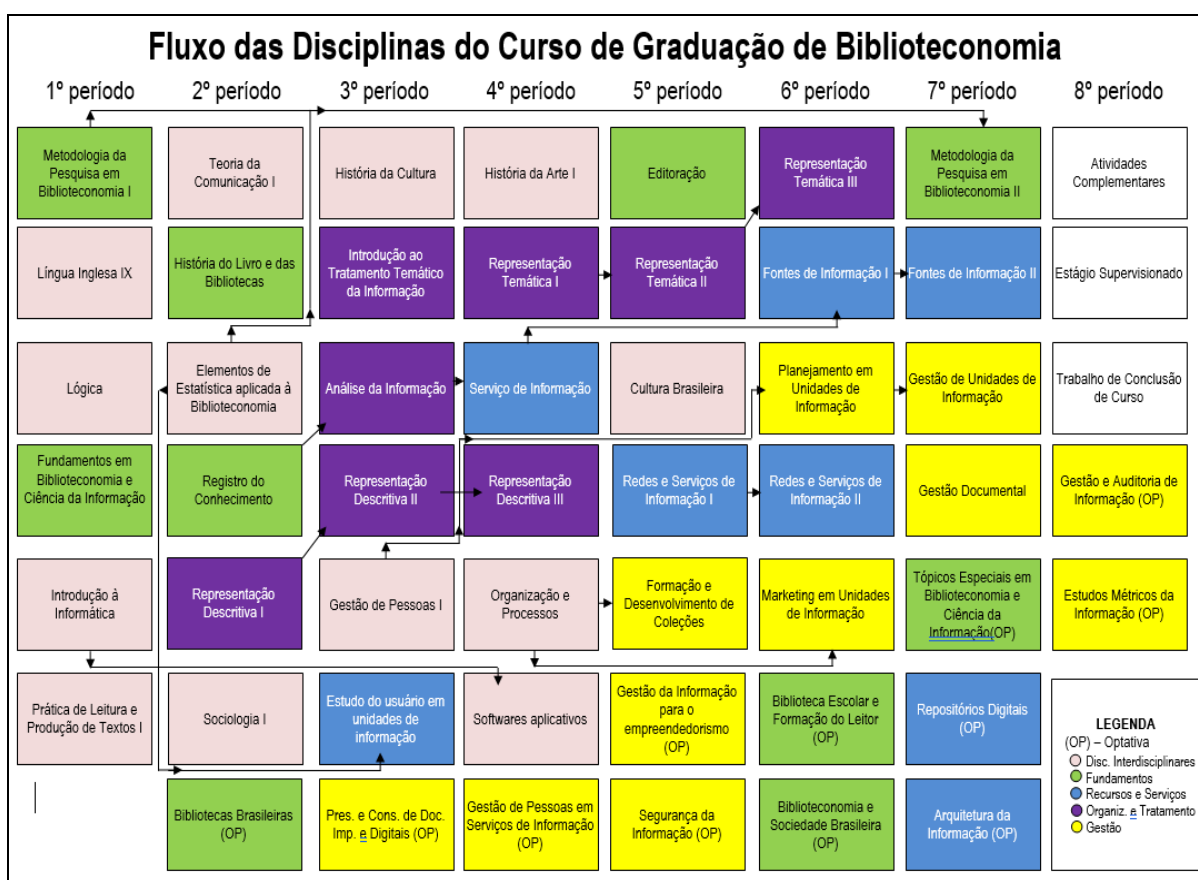 Fluxo das Disciplinas do Curso de Graduação de Biblioteconomia
1º período
2º período
3º período
4º período
5º período
6º período
7º período
8º período
Metodologia da
Pesquisa em
Biblioteconomia I
Teoria da
Comunicação I
História da Cultura
História da Arte I
Editoração
Representação
Temática III
Metodologia da
Pesquisa em
Biblioteconomia II
Atividades
Complementares
Língua Inglesa IX
História do Livro e das
Bibliotecas
Introdução ao
Tratamento Temático
da Informação
Representação
Temática I
Representação
Temática II
Fontes de Informação I
Fontes de Informação II
Estágio Supervisionado
Lógica
Elementos de
Estatística aplicada à
Biblioteconomia
Análise da Informação
Serviço de Informação
Cultura Brasileira
Planejamento em
Unidades de
Informação
Gestão de Unidades de
Informação
Trabalho de Conclusão
de Curso
Fundamentos em
Biblioteconomia e
Ciência da Informação
Registro do
Conhecimento
Representação
Descritiva II
Representação
Descritiva III
Redes e Serviços de
Informação I
Redes e Serviços de
Informação II
Gestão Documental
Gestão e Auditoria de
Informação (OP)
Introdução à
Informática
Representação
Descritiva I
Gestão de Pessoas I
Organização e
Processos
Formação e
Desenvolvimento de
Coleções
Marketing em Unidades
de Informação
Tópicos Especiais em
Biblioteconomia e
Ciência da
Informação(OP)
Estudos Métricos da
Informação (OP)
Prática de Leitura e
Produção de Textos I
Sociologia I
Estudo do usuário em
unidades de
informação
Softwares aplicativos
Gestão da Informação
para o
empreendedorismo
(OP)
Biblioteca Escolar e
Formação do Leitor
(OP)
Repositórios Digitais
(OP)
LEGENDA
(OP) – Optativa
Disc. Interdisciplinares
Fundamentos
Recursos e Serviços
Organiz. e Tratamento
Gestão
Bibliotecas Brasileiras
(OP)
Pres. e Cons. de Doc.
Imp. e Digitais (OP)
Gestão de Pessoas em
Serviços de Informação
(OP)
Segurança da
Informação (OP)
Biblioteconomia e
Sociedade Brasileira
(OP)
Arquitetura da
Informação (OP)